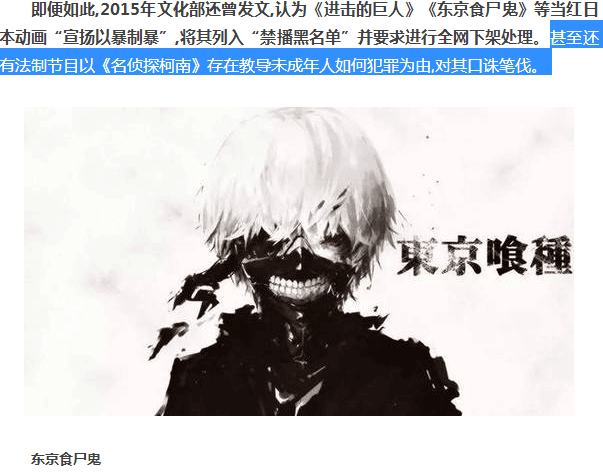 即便如此,2015年文化部还曾发文,认为《进击的巨人》《东京食尸鬼》等当红日
本动画“宣扬以暴制暴”,将其列入“禁播黑名单”并要求进行全网下架处理。甚至还
有法制节目以《名侦探柯南》存在教导未成年人如何犯罪为由,对其口诛笔伐。
東京喰種
东京食尸鬼